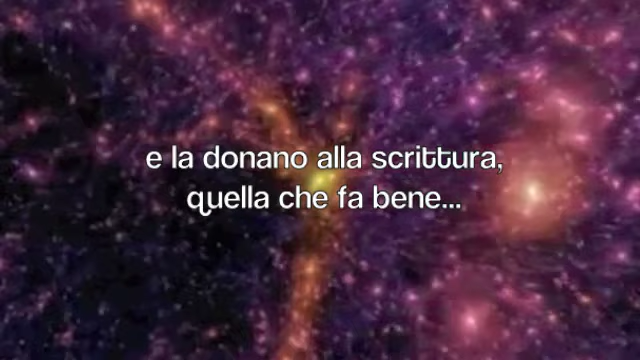 e la donano alla scrittura,
quella che fa bene...